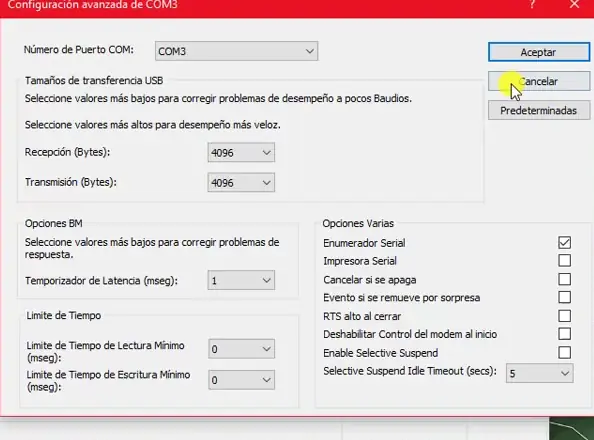 Configuración avanzada de COM3
Número de Puerto COM:
COM3
Aceptar
Cancelar
Predeterminadas
Tamaños de transferencia USB
Seleccione valores más bajos para corregir problemas de desempeño a pocos Baudios.
Seleccione valores más altos para desempeño más veloz.
Recepción (Bytes):
4096
Transmisión (Bytes):
4096
Opciones BM
Seleccione valores más bajos para corregir problemas de
respuesta.
Temporizador de Latencia (mseg):
1
Limite de Tiempo
Limite de Tiempo de Lectura Mínimo
(mseg):
0
Limite de Tiempo de Escritura Mínimo
(mseg):
0
Opciones Varias
Enumerador Serial
Impresora Serial
Cancelar si se apaga
Evento si se remueve por sorpresa
RTS alto al cerrar
Deshabilitar Control del modem al inicio
Enable Selective Suspend
Selective Suspend Idle Timeout (secs):
5